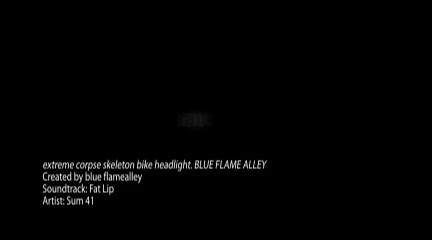 extreme corpse skeleton bike headlight. BLUE FLAME ALLEY
Created by blue flamealley
Soundtrack: Fat Lip
Artist: Sum 41